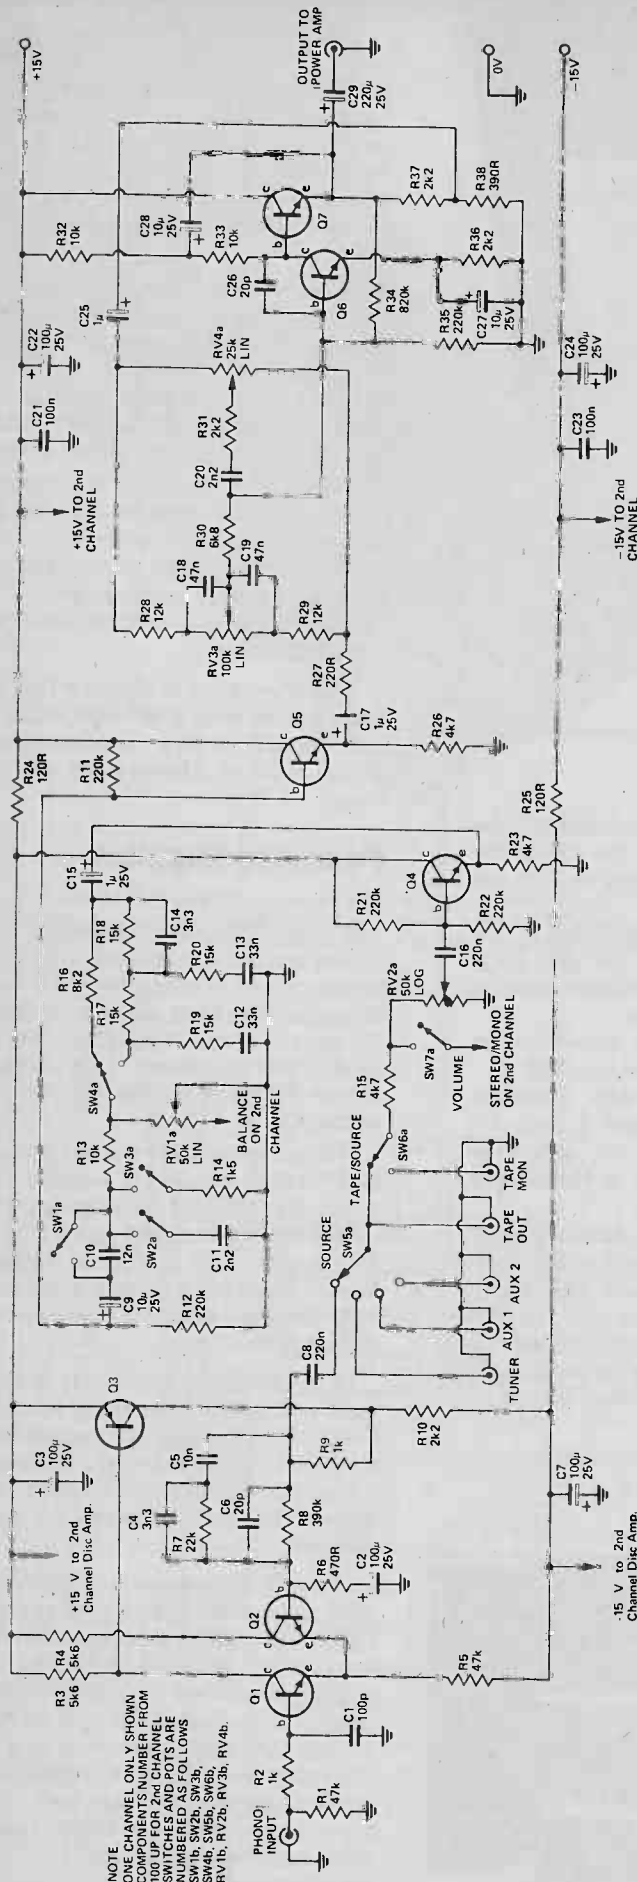 NOTE
ONE CHANNEL ONLY SHOWN
COMPONENTS NUMBER FROM
100 UP FOR 2nd CHANNEL
SWITCHES AND POTS ARE
NUMBERED AS FOLLOWS
SW1b, SW2b, SW3b,
SW4b, SW5b, SW6b,
RV1b, RV2b, RV3b, RV4b.
PHONO
INPUT
R1
47k
R2
1k
C1
100p
Q1
b
c
e
R3
5k6
R4
5k6
R5
47k
Q2
c
b
e
R6
470R
C2
100µ
25V
+15 V to 2nd
Channel Disc Amp.
C3
100µ
25V
C4
3n3
R7
22k
C5
10n
C6
20p
R8
390k
R9
1k
R10
2k2
Q3
C7
100µ
25V
-15 V to 2nd
Channel Disc Amp.
C8
220n
SOURCE
SW5a
TUNER
AUX 1
AUX 2
TAPE
OUT
TAPE
MON
TAPE/SOURCE
SW6a
R15
4k7
SW7a
VOLUME
STEREO/MONO
ON 2nd CHANNEL
RV2a
50k
LOG
C16
220n
R12
220k
C9
10µ
25V
C10
12n
SW1a
SW2a
C11
2n2
SW3a
R14
1k5
R13
10k
RV1a
50k
LIN
BALANCE
ON 2nd
CHANNEL
SW4a
R16
8k2
R17
15k
R18
15k
R19
15k
C12
33n
C14
3n3
R20
15k
C13
33n
C15
1µ
25V
R21
220k
R22
220k
Q4
b
c
e
R23
4k7
R24
120R
R11
220k
R25
120R
Q5
c
e
C17
1µ
25V
R26
4k7
R27
220R
R28
12k
RV3a
100k
LIN
R29
12k
C18
47n
C19
47n
R30
6k8
C20
2n2
R31
2k2
RV4a
25k
LIN
+15V TO 2nd
CHANNEL
C21
100n
C22
100µ
25V
-15V TO 2nd
CHANNEL
C23
100n
C24
100µ
25V
C25
1µ
R32
10k
C28
10µ
25V
R33
10k
C26
20p
Q6
b
c
e
Q7
b
c
e
R34
820k
R35
220k
C27
10µ
25V
R36
2k2
R37
2k2
R38
390R
C29
220µ
25V
OUTPUT TO
POWER AMP
+15V
0V
-15V